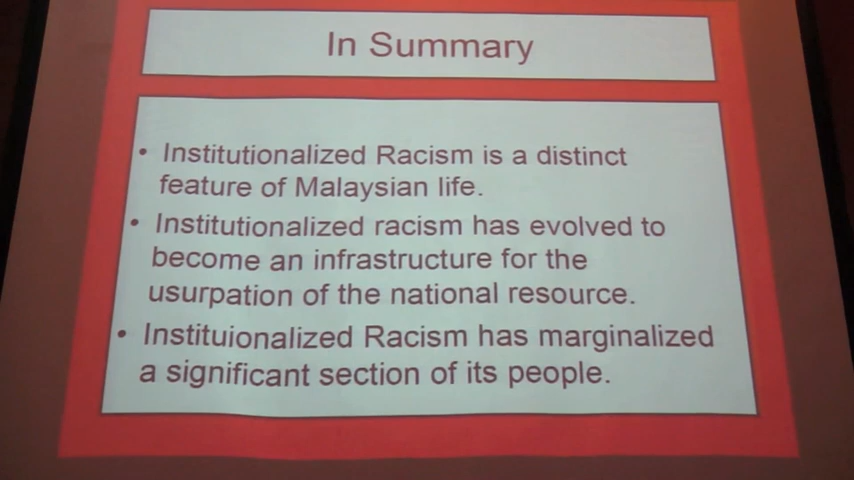 In Summary
• Institutionalized Racism is a distinct
feature of Malaysian life.
• Institutionalized racism has evolved to
become an infrastructure for the
usurpation of the national resource.
• Instituionalized Racism has marginalized
a significant section of its people.